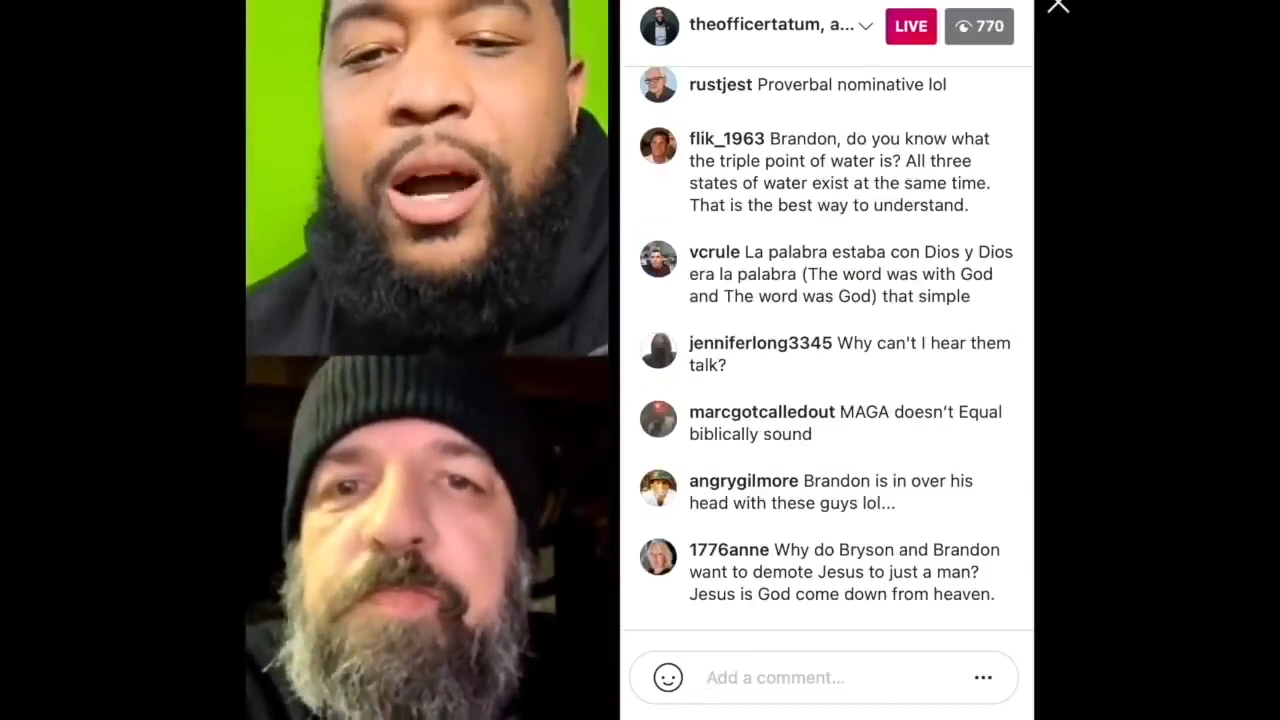 theofficertatum, a...
LIVE
770
rustjest Proverbal nominative lol
flik_1963 Brandon, do you know what
the triple point of water is? All three
states of water exist at the same time.
That is the best way to understand.
vcrule La palabra estaba con Dios y Dios
era la palabra (The word was with God
and The word was God) that simple
jenniferlong3345 Why can't I hear them
talk?
marcgotcalledout MAGA doesn’t Equal
biblically sound
angrygilmore Brandon is in over his
head with these guys lol...
1776anne Why do Bryson and Brandon
want to demote Jesus to just a man?
Jesus is God come down from heaven.
Add a comment...